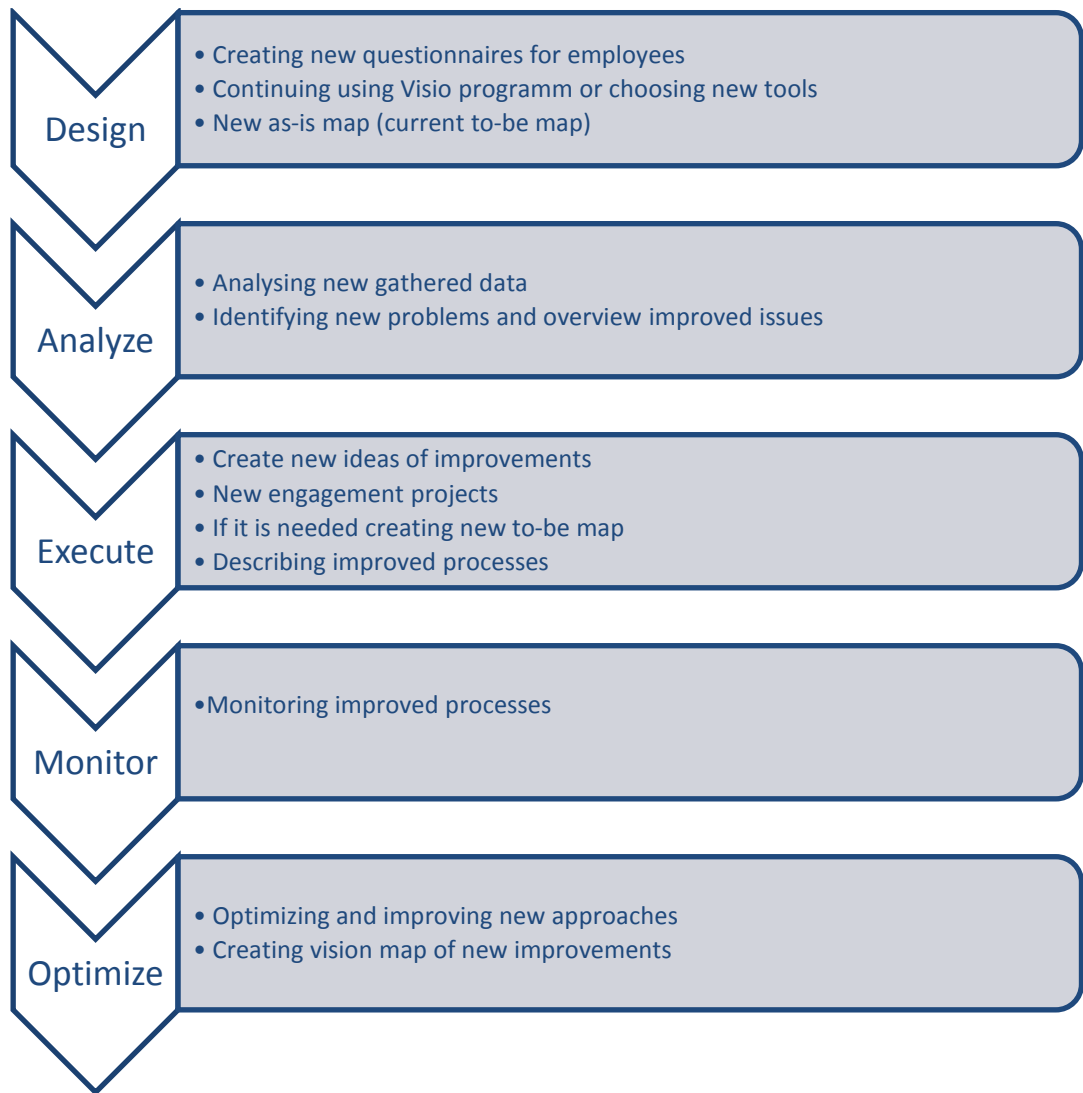 Design
• Creating new questionnaires for employees
• Continuing using Visio programm or choosing new tools
• New as-is map (current to-be map)
Analyze
• Analysing new gathered data
• Identifying new problems and overview improved issues
Execute
• Create new ideas of improvements
• New engagement projects
• If it is needed creating new to-be map
• Describing improved processes
Monitor
•Monitoring improved processes
Optimize
• Optimizing and improving new approaches
• Creating vision map of new improvements